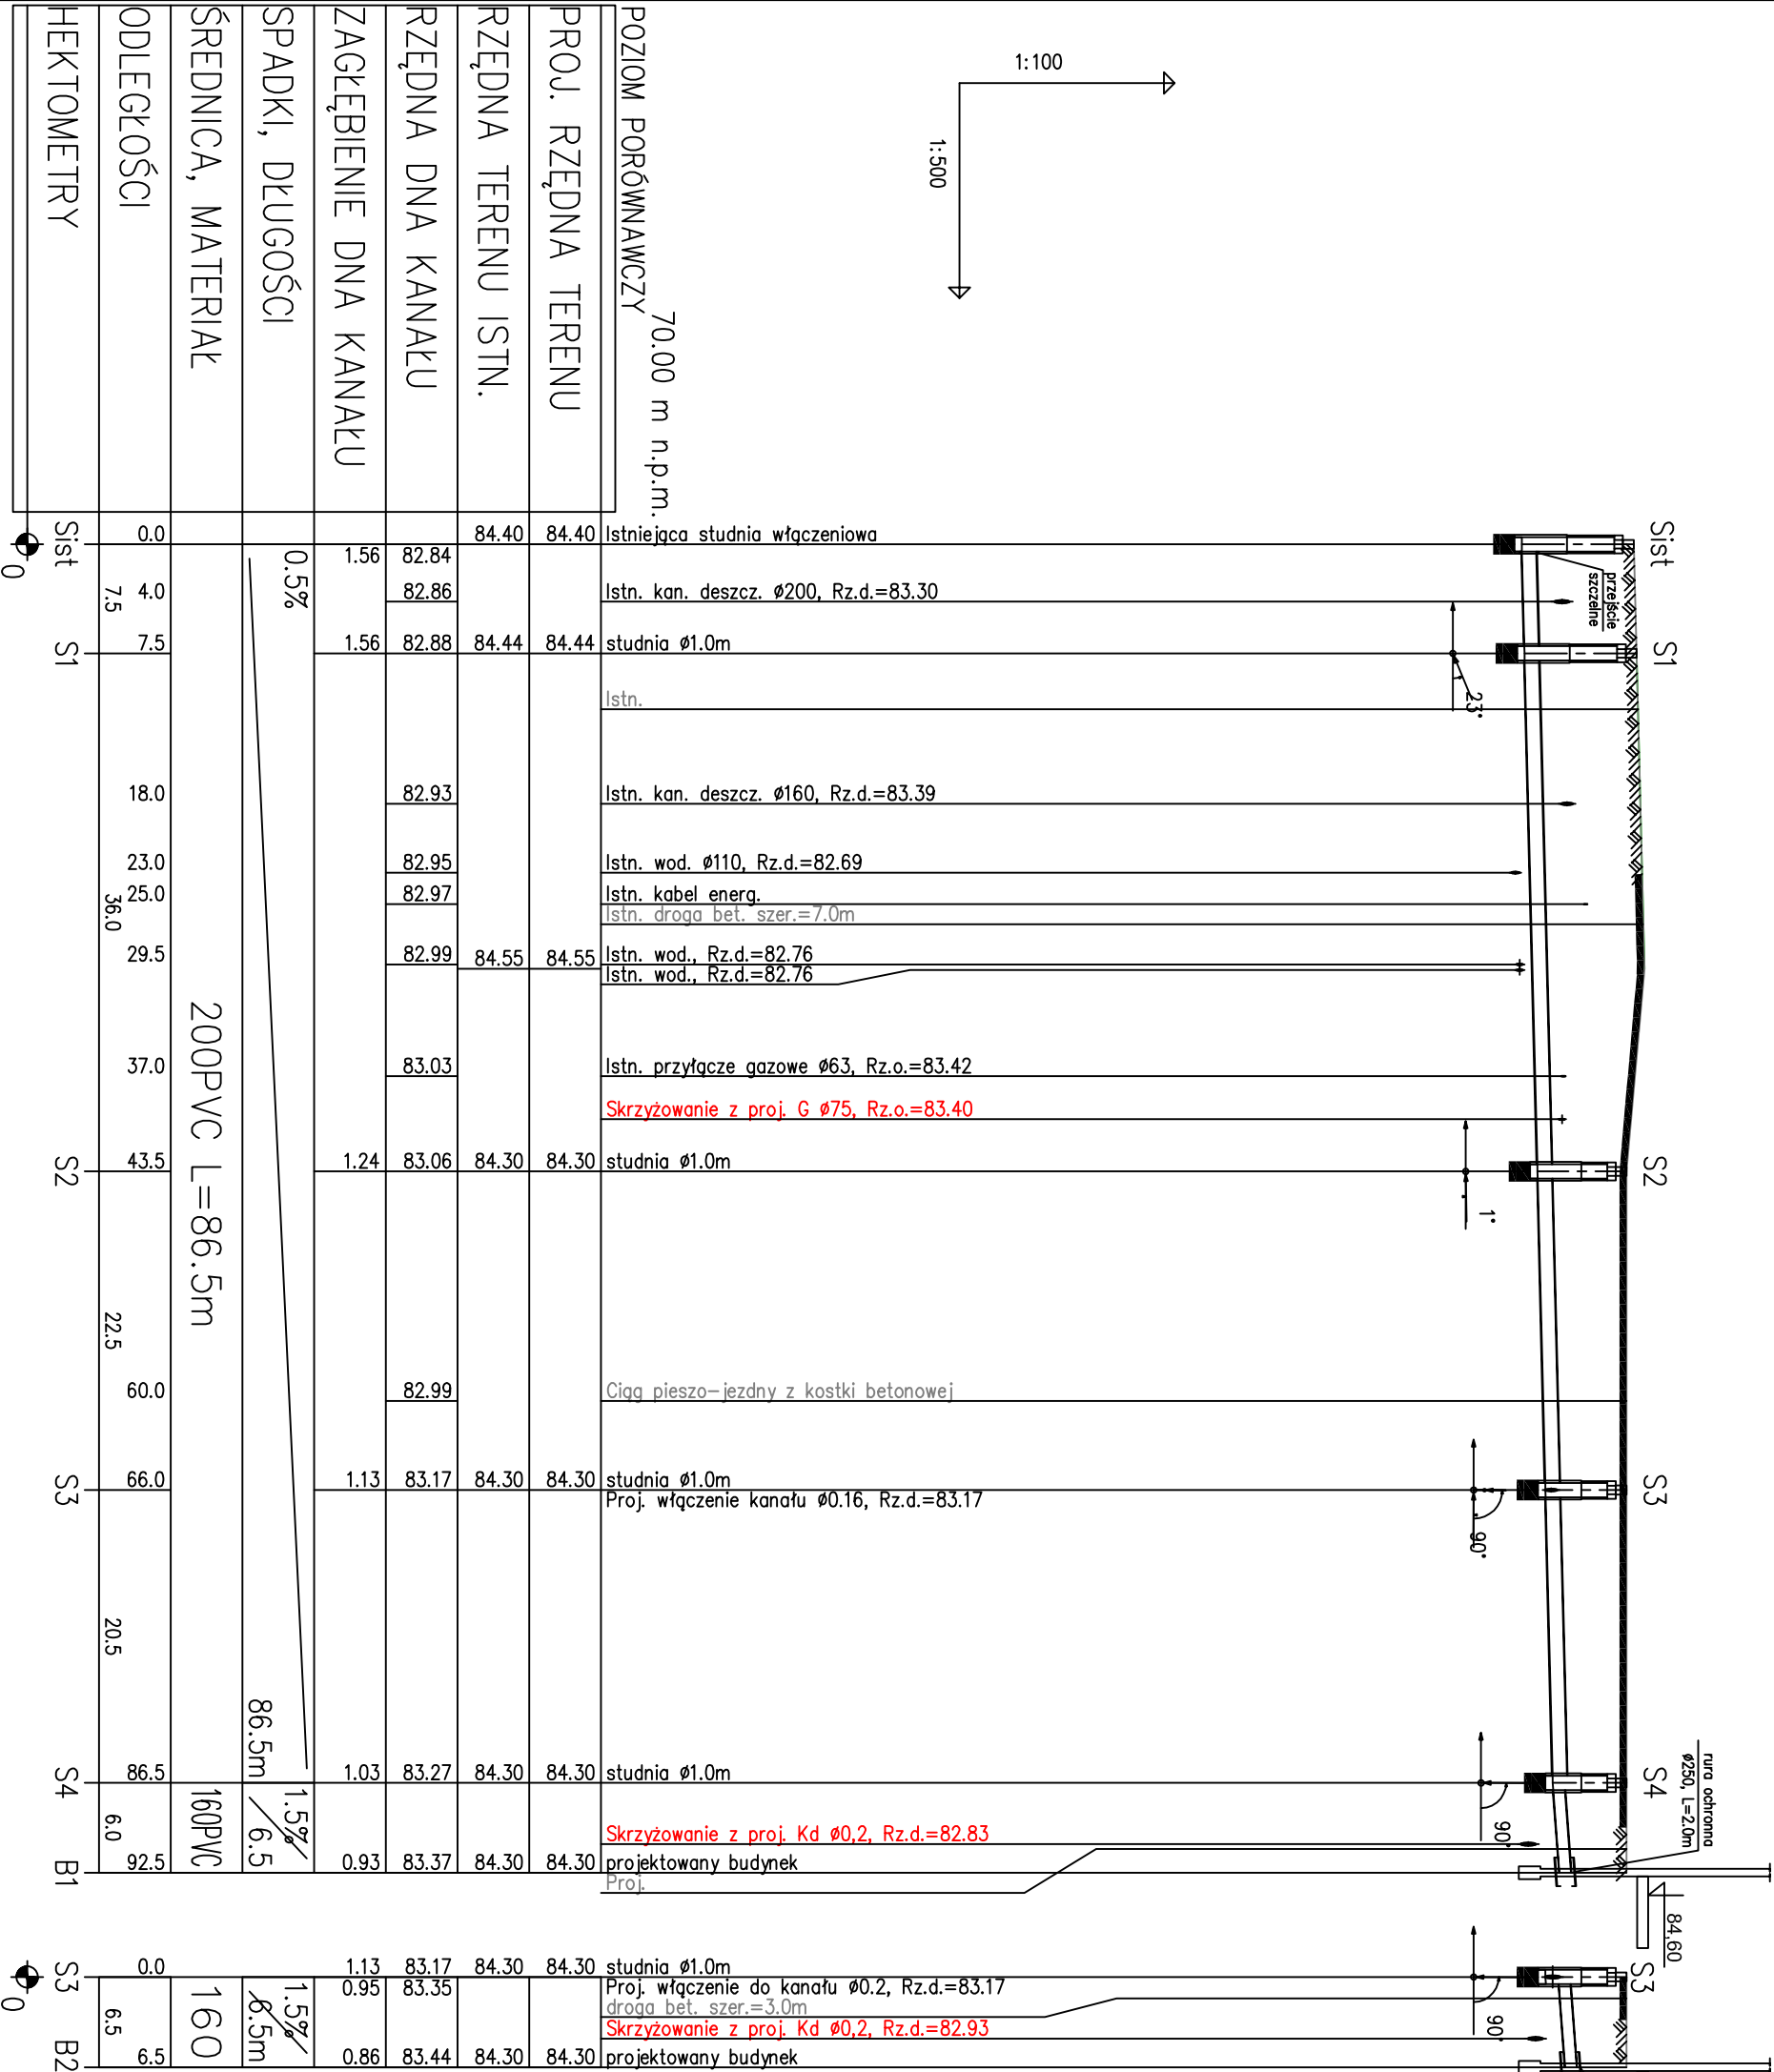 1:100
1:500
70.00 m n.p.m.
POZIOM PORÓWNAWCZY
PROJ. RZĘDNA TERENU
RZĘDNA TERENU ISTN.
RZĘDNA DNA KANAŁU
ZAGŁĘBIENIE DNA KANAŁU
SPADKI, DŁUGOŚCI
ŚREDNICA, MATERIAŁ
ODLEGŁOŚCI
HEKTOMETRY
Sist
przejście
szczelne
S1
23°
S2
1°
S3
90°
S4
90°
rura ochronna
ø250, L=2.0m
84,60
S3
90°
Sist 0.0 1.56 82.84 84.40 84.40 Istniejąca studnia włączeniowa
0
0.5%
7.5
4.0 82.86 Istn. kan. deszcz. ø200, Rz.d.=83.30
S1 7.5 1.56 82.88 84.44 84.44 studnia ø1.0m
Istn.
18.0 82.93 Istn. kan. deszcz. ø160, Rz.d.=83.39
23.0 82.95 Istn. wod. ø110, Rz.d.=82.69
36.0
25.0 82.97 Istn. kabel energ.
Istn. droga bet. szer.=7.0m
29.5 82.99 84.55 84.55 Istn. wod., Rz.d.=82.76
Istn. wod., Rz.d.=82.76
200PVC L=86.5m
37.0 83.03 Istn. przyłącze gazowe ø63, Rz.o.=83.42
Skrzyżowanie z proj. G ø75, Rz.o.=83.40
S2 43.5 1.24 83.06 84.30 84.30 studnia ø1.0m
22.5
60.0 82.99 Ciąg pieszo-jezdny z kostki betonowej
S3 66.0 1.13 83.17 84.30 84.30 studnia ø1.0m
Proj. włączenie kanału ø0.16, Rz.d.=83.17
20.5
86.5m
S4 86.5 1.03 83.27 84.30 84.30 studnia ø1.0m
6.0
160PVC
1.5%
6.5
Skrzyżowanie z proj. Kd ø0,2, Rz.d.=82.83
B1 92.5 0.93 83.37 84.30 84.30 projektowany budynek
Proj.
S3 0.0 1.13 83.17 84.30 84.30 studnia ø1.0m
0
0.95 83.35 Proj. włączenie do kanału ø0.2, Rz.d.=83.17
droga bet. szer.=3.0m
6.5
160
1.5%
6.5m
Skrzyżowanie z proj. Kd ø0,2, Rz.d.=82.93
B2 6.5 0.86 83.44 84.30 84.30 projektowany budynek